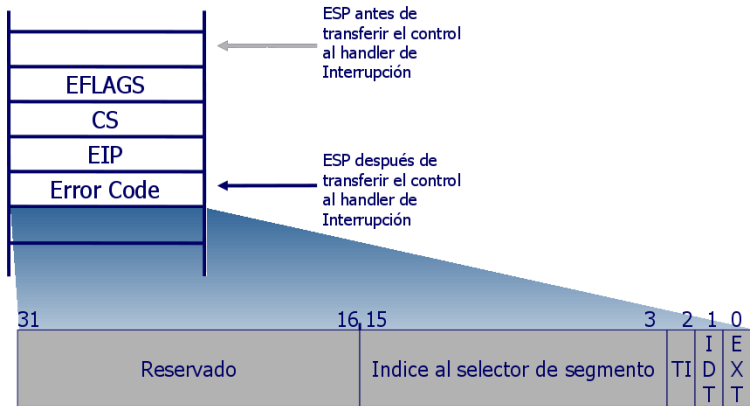 ESP antes de
transferir el control
al handler de
Interrupción
EFLAGS
CS
EIP
Error Code
ESP después de
transferir el control
al handler de
Interrupción
31 16 15 3 2 1 0
Reservado Indice al selector de segmento TI IDT EXT